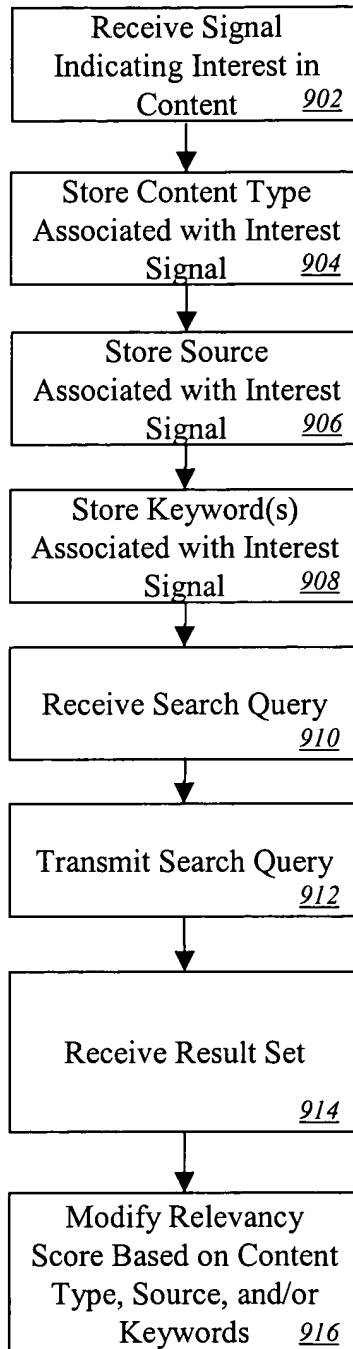 Receive Signal
Indicating Interest in
Content 902
Store Content Type
Associated with Interest
Signal 904
Store Source
Associated with Interest
Signal 906
Store Keyword(s)
Associated with Interest
Signal 908
Receive Search Query
910
Transmit Search Query
912
Receive Result Set
914
Modify Relevancy
Score Based on Content
Type, Source, and/or
Keywords 916